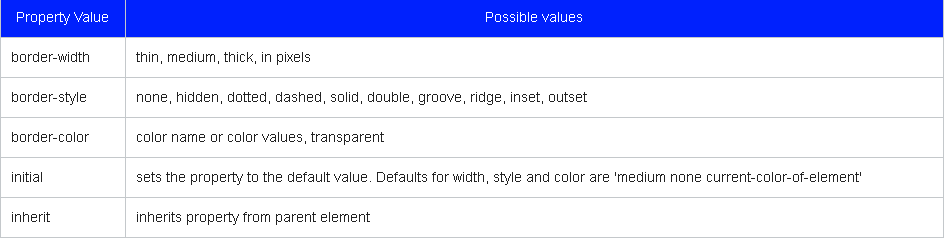 Property Value Possible values
border-width thin, medium, thick, in pixels
border-style none, hidden, dotted, dashed, solid, double, groove, ridge, inset, outset
border-color color name or color values, transparent
initial sets the property to the default value. Defaults for width, style and color are 'medium none current-color-of-element'
inherit inherits property from parent element